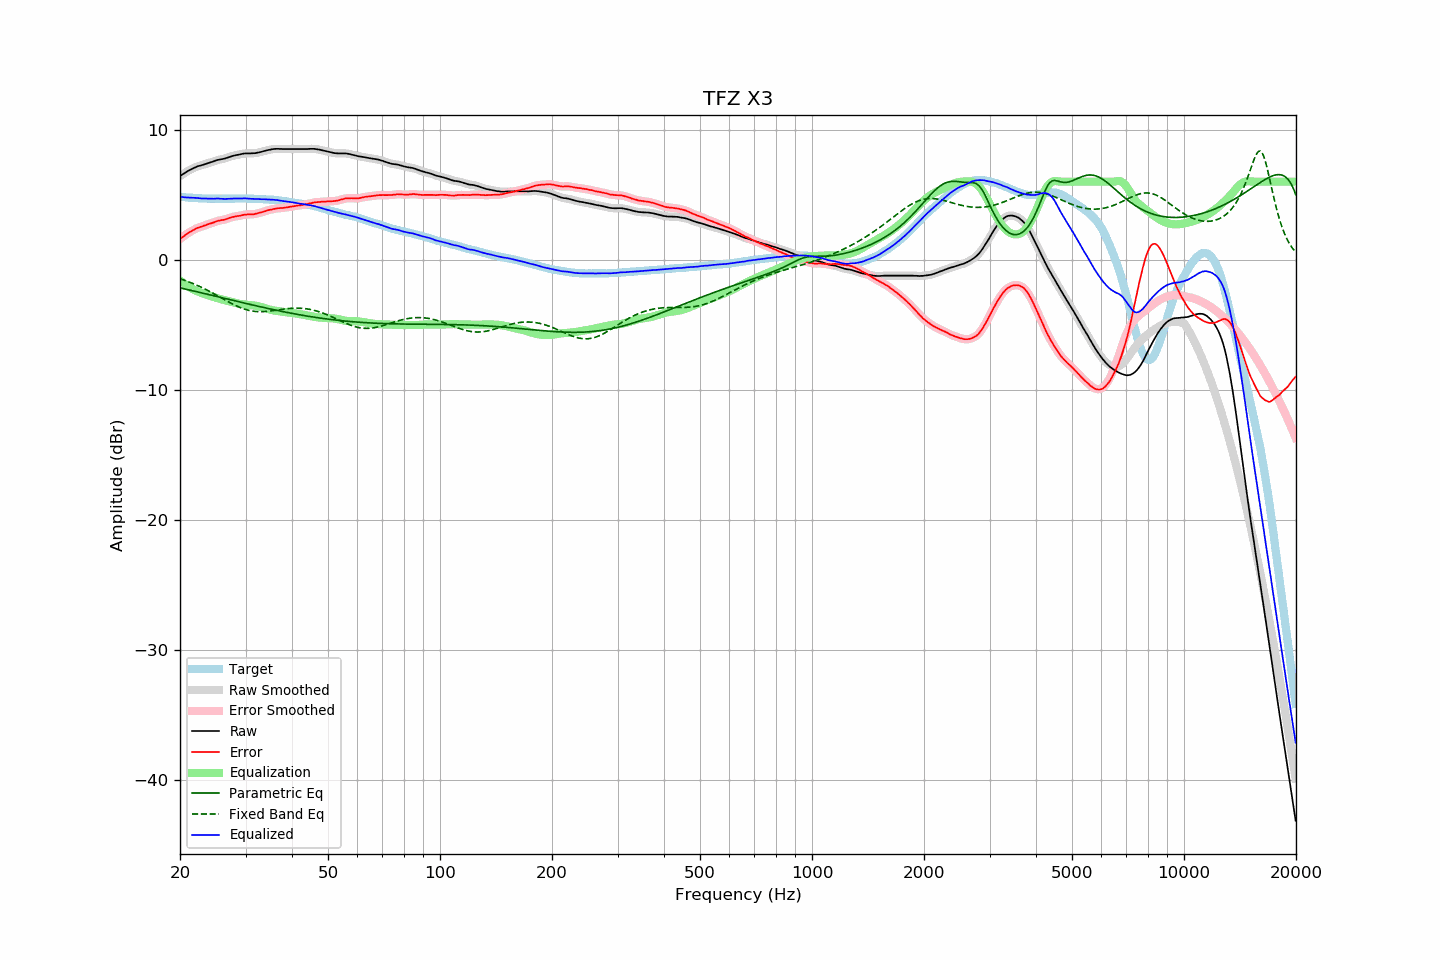 TFZ X3
10
0
−10
−20
−30
−40
Amplitude (dBr)
Target
Raw Smoothed
Error Smoothed
Raw
Error
Equalization
Parametric Eq
Fixed Band Eq
Equalized
20 50 100 200 500 1000 2000 5000 10000 20000
Frequency (Hz)